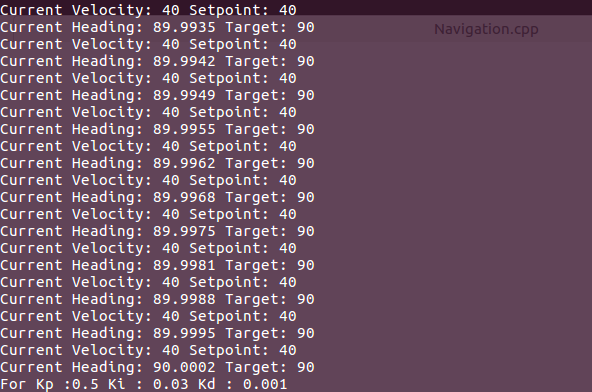 Current Velocity: 40 Setpoint: 40
Current Heading: 89.9935 Target: 90
Navigation.cpp
Current Velocity: 40 Setpoint: 40
Current Heading: 89.9942 Target: 90
Current Velocity: 40 Setpoint: 40
Current Heading: 89.9949 Target: 90
Current Velocity: 40 Setpoint: 40
Current Heading: 89.9955 Target: 90
Current Velocity: 40 Setpoint: 40
Current Heading: 89.9962 Target: 90
Current Velocity: 40 Setpoint: 40
Current Heading: 89.9968 Target: 90
Current Velocity: 40 Setpoint: 40
Current Heading: 89.9975 Target: 90
Current Velocity: 40 Setpoint: 40
Current Heading: 89.9981 Target: 90
Current Velocity: 40 Setpoint: 40
Current Heading: 89.9988 Target: 90
Current Velocity: 40 Setpoint: 40
Current Heading: 89.9995 Target: 90
Current Velocity: 40 Setpoint: 40
Current Heading: 90.0002 Target: 90
For Kp :0.5 Ki : 0.03 Kd : 0.001